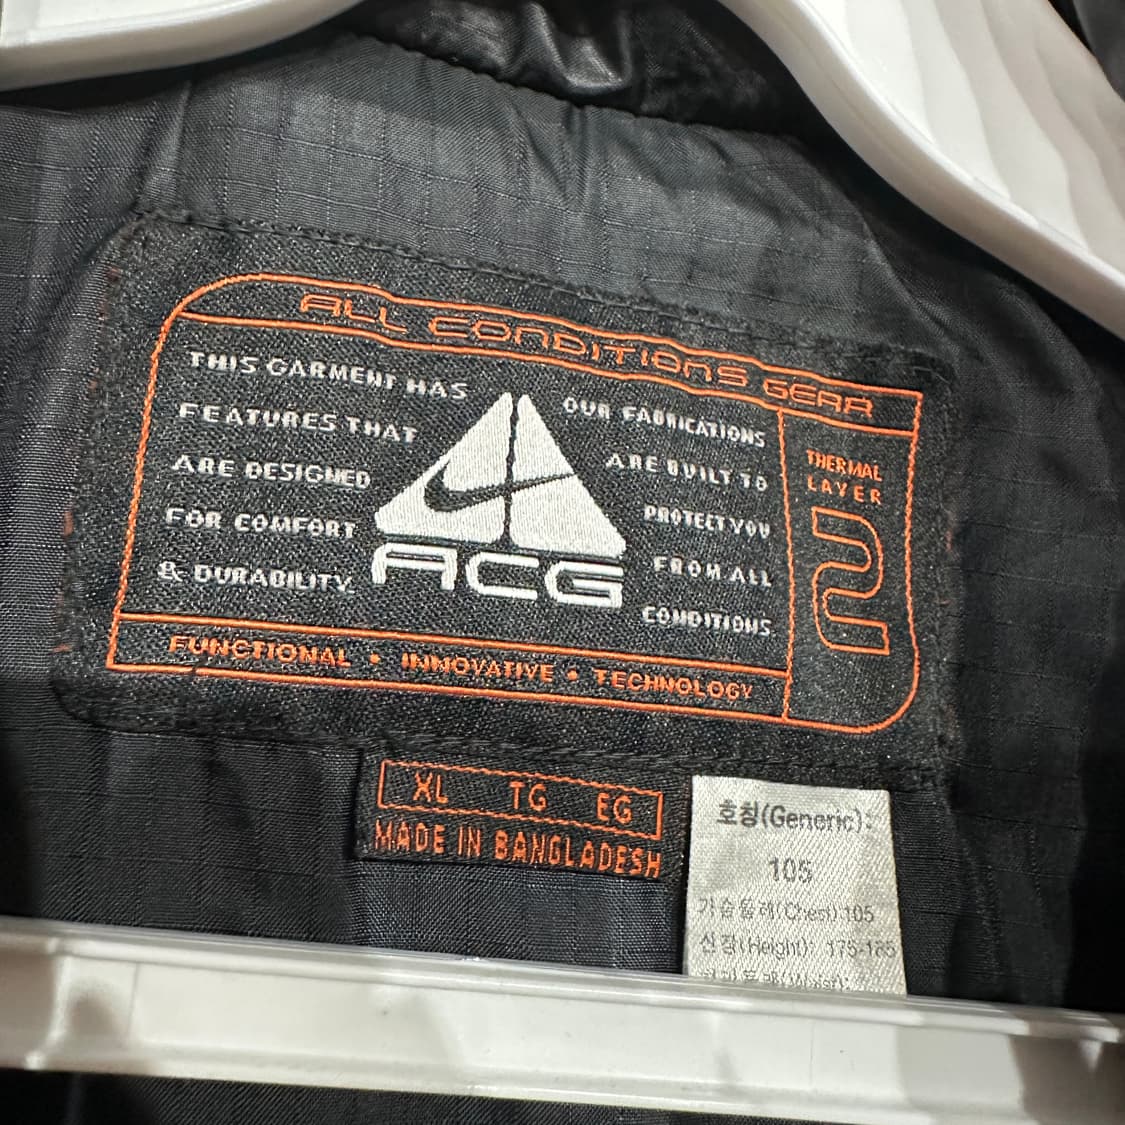 ALL CONDITIONS GEAR
THIS GARMENT HAS
FEATURES THAT
ARE DESIGNED
FOR COMFORT
& DURABILITY.
ACG
OUR FABRICATIONS
ARE BUILT TO
PROTECT YOU
FROM ALL
CONDITIONS.
THERMAL
LAYER
2
FUNCTIONAL • INNOVATIVE • TECHNOLOGY
XL TG EG
MADE IN BANGLADESH
호칭(Generic):
105
가슴둘레(Chest) 105
신장(Height): 175-185